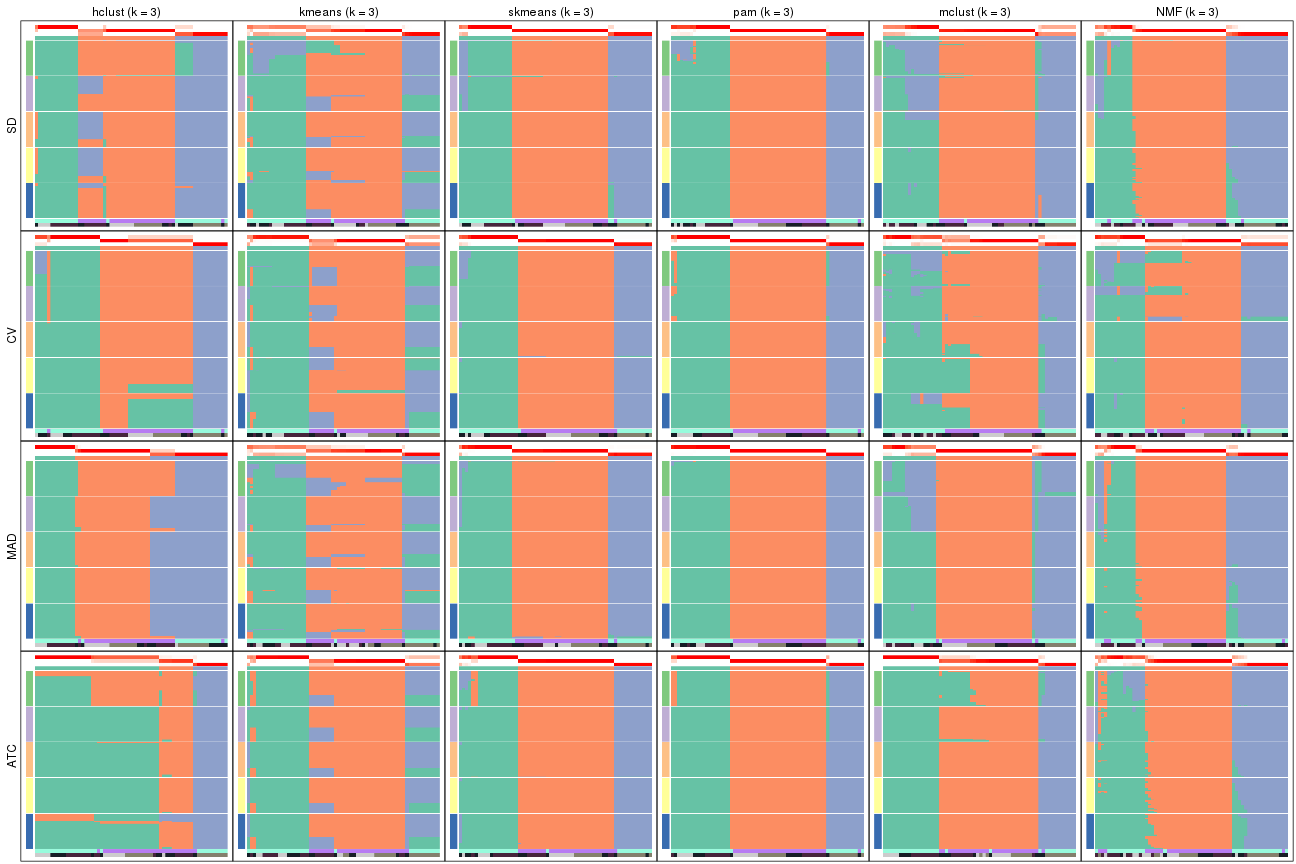 hclust (k = 3)
kmeans (k = 3)
skmeans (k = 3)
pam (k = 3)
mclust (k = 3)
NMF (k = 3)
SD
CV
MAD
ATC